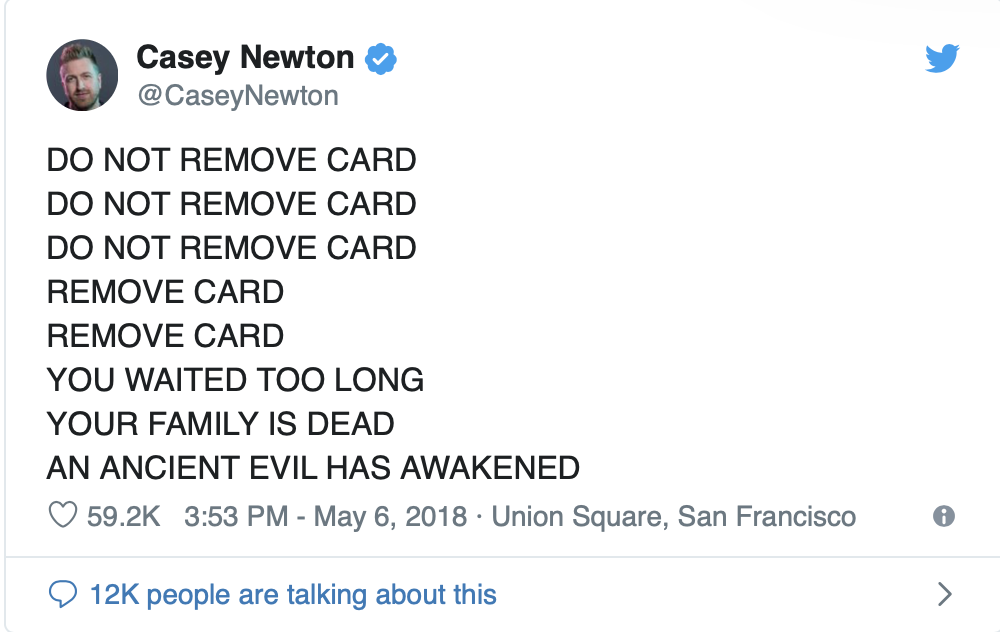 Casey Newton
@CaseyNewton
DO NOT REMOVE CARD
DO NOT REMOVE CARD
DO NOT REMOVE CARD
REMOVE CARD
REMOVE CARD
YOU WAITED TOO LONG
YOUR FAMILY IS DEAD
AN ANCIENT EVIL HAS AWAKENED
59.2K 3:53 PM - May 6, 2018 · Union Square, San Francisco
12K people are talking about this